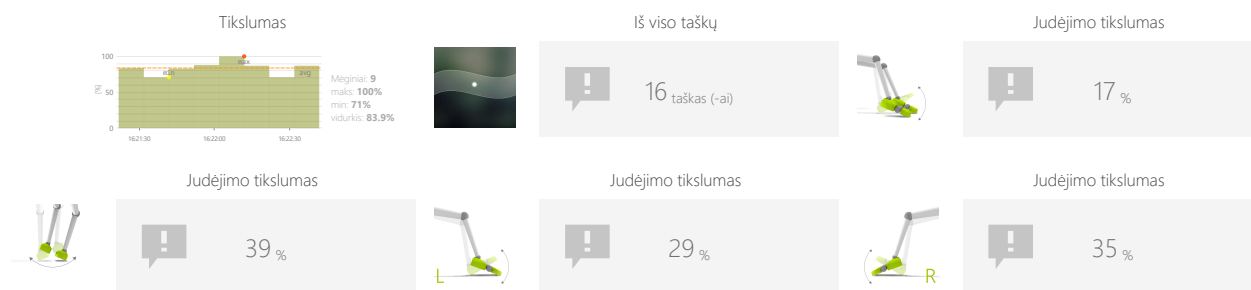 Tikslumas
100
50
0
[%]
min
max
avg
16:21:30
16:22:00
16:22:30
Mėginiai: 9
maks: 100%
min: 71%
vidurkis: 83.9%
Iš viso taškų
16 taškas (-ai)
Judėjimo tikslumas
17 %
Judėjimo tikslumas
39 %
Judėjimo tikslumas
L
29 %
Judėjimo tikslumas
R
35 %